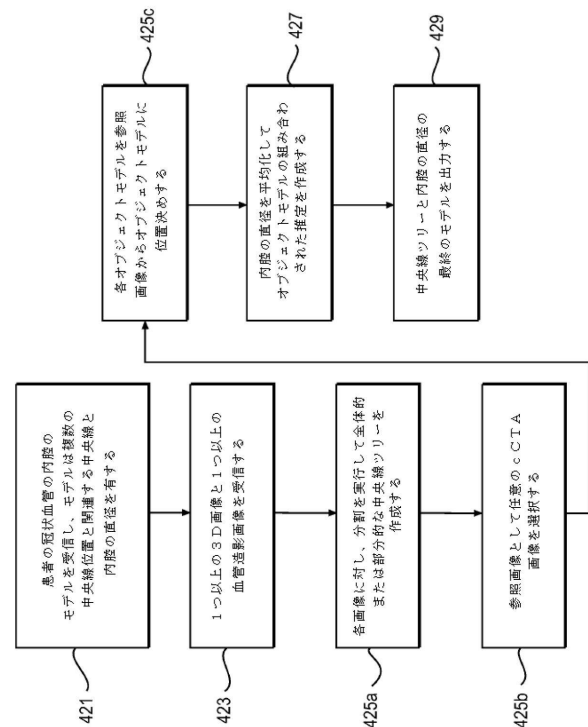 患者の冠状血管の内腔の
モデルを受信し、モデルは複数の
中央線位置と関連する中央線と
内腔の直径を有する
421
1つ以上の3D画像と1つ以上の
血管造影画像を受信する
423
各画像に対し、分割を実行して全体的
または部分的な中央線ツリーを
作成する
425a
参照画像として任意のcCTA
画像を選択する
425b
各オブジェクトモデルを参照
画像からオブジェクトモデルに
位置決めする
425c
内腔の直径を平均化して
オブジェクトモデルの組み合わ
された推定を作成する
427
中央線ツリーと内腔の直径の
最終のモデルを出力する
429